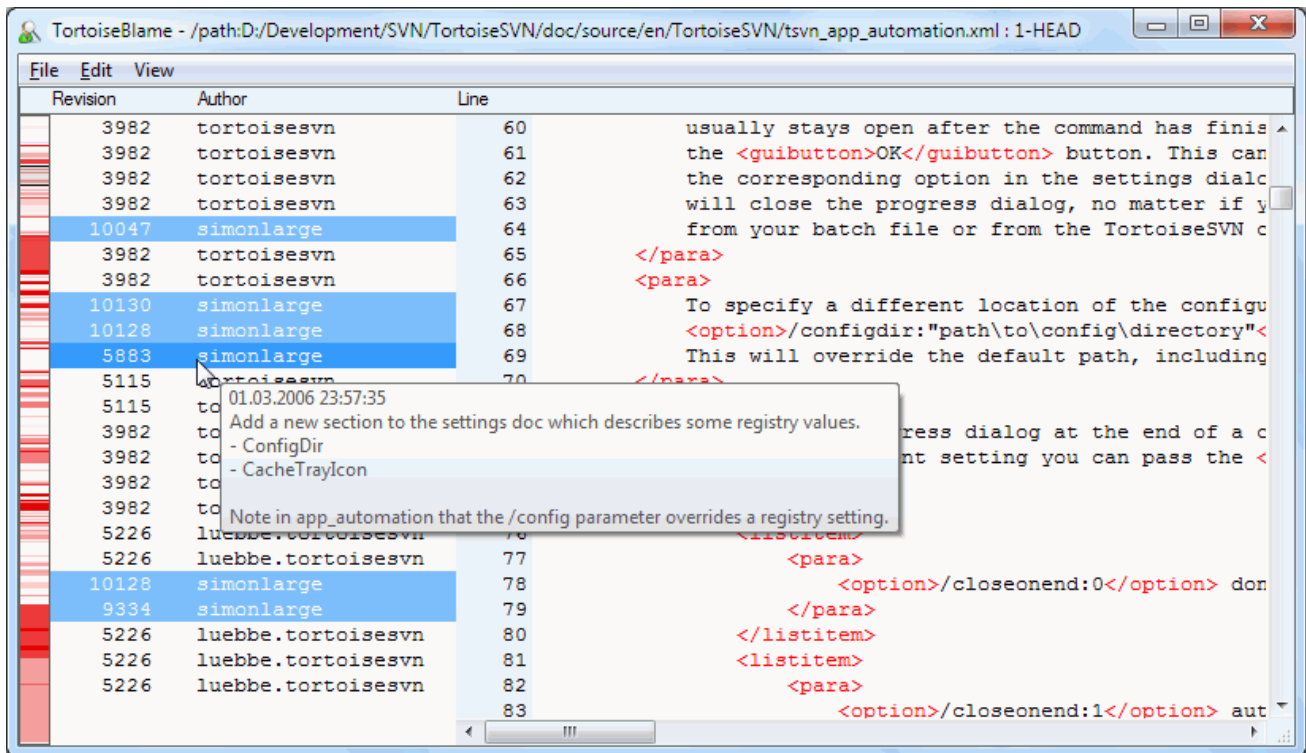 TortoiseBlame - /path:D:/Development/SVN/TortoiseSVN/doc/source/en/TortoiseSVN/tsvn_app_automation.xml : 1-HEAD
File Edit View
Revision Author Line
3982 tortoisesvn 60 usually stays open after the command has finis
3982 tortoisesvn 61 the <guibutton>OK</guibutton> button. This can
3982 tortoisesvn 62 the corresponding option in the settings dialo
3982 tortoisesvn 63 will close the progress dialog, no matter if y
10047 simonlarge 64 from your batch file or from the TortoiseSVN c
3982 tortoisesvn 65 </para>
3982 tortoisesvn 66 <para>
10130 simonlarge 67 To specify a different location of the configu
10128 simonlarge 68 <option>/configdir:"path\to\config\directory"<
5883 simonlarge 69 This will override the default path, including
5115 tortoisesvn 70 </para>
01.03.2006 23:57:35
5115 to
Add a new section to the settings doc which describes some registry values.
3982 to ress dialog at the end of a c
- ConfigDir
3982 to nt setting you can pass the <
- CacheTrayIcon
3982 to
3982 to
Note in app_automation that the /config parameter overrides a registry setting.
5226 luebbe.tortoisesvn 76 <listitem>
5226 luebbe.tortoisesvn 77 <para>
10128 simonlarge 78 <option>/closeonend:0</option> don
9334 simonlarge 79 </para>
5226 luebbe.tortoisesvn 80 </listitem>
5226 luebbe.tortoisesvn 81 <listitem>
5226 luebbe.tortoisesvn 82 <para>
83 <option>/closeonend:1</option> aut